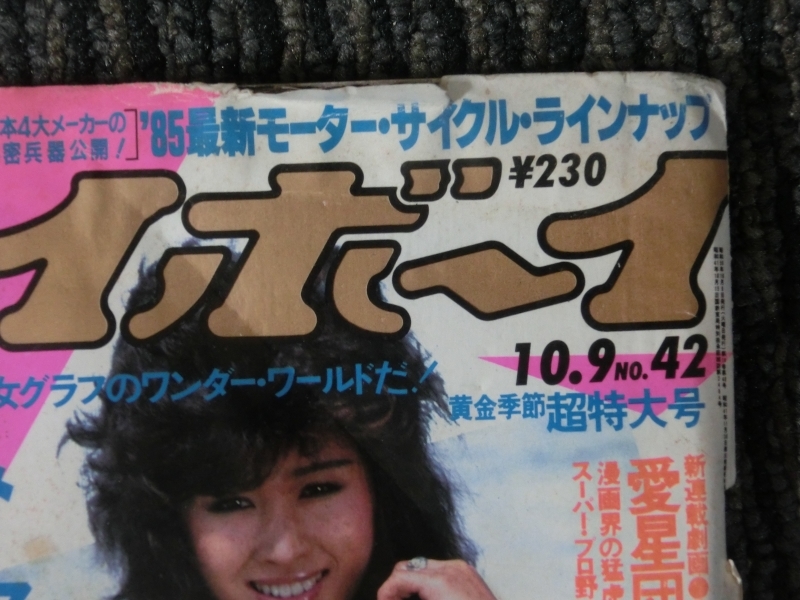 本4大メーカーの
密兵器公開!
'85最新モーター・サイクル・ラインナップ
¥230
イボーイ
10.9 NO.42
女グラフのワンダー・ワールドだ!
黄金季節超特大号
新連載劇画●
愛星団
漫画界の猛虎
スーパー・プロ野